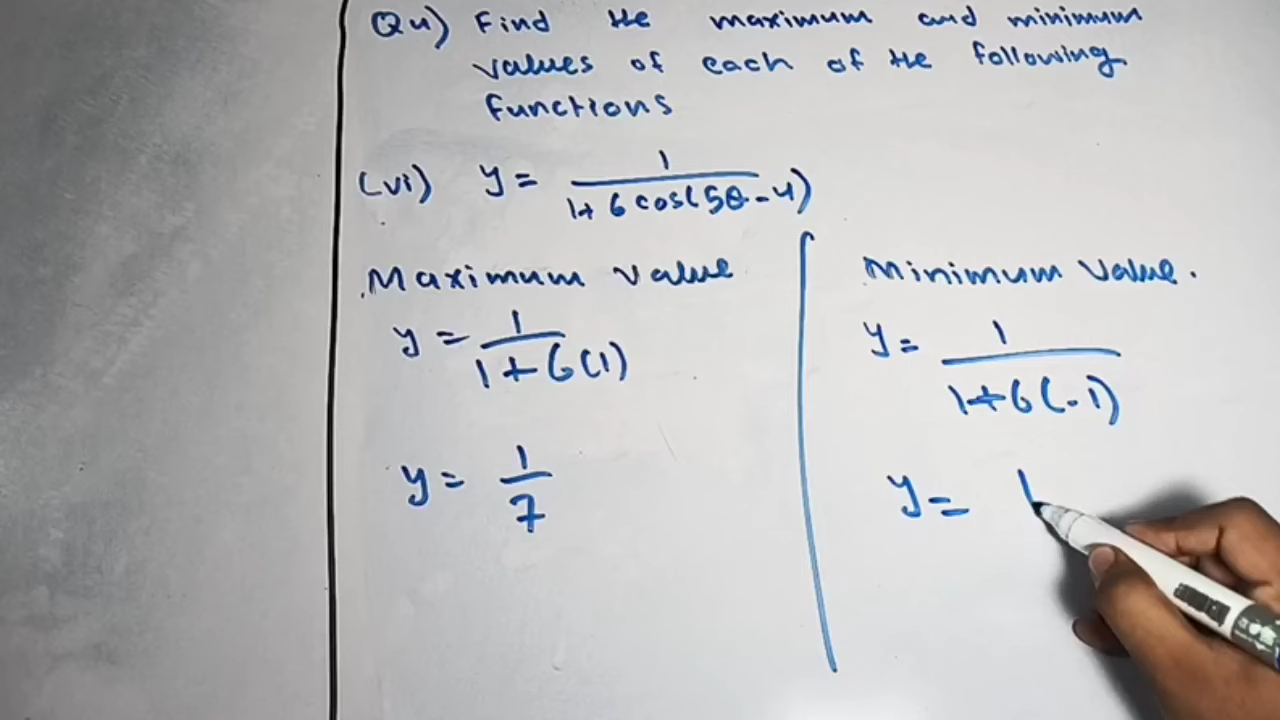 Q4) Find the maximum and minimum
values of each of the following
functions
(vi) y = 1/(1+6cos(5θ-4))
Maximum value
y = 1/(1+6(1))
y = 1/7
Minimum value.
y = 1/(1+6(-1))
y = 1